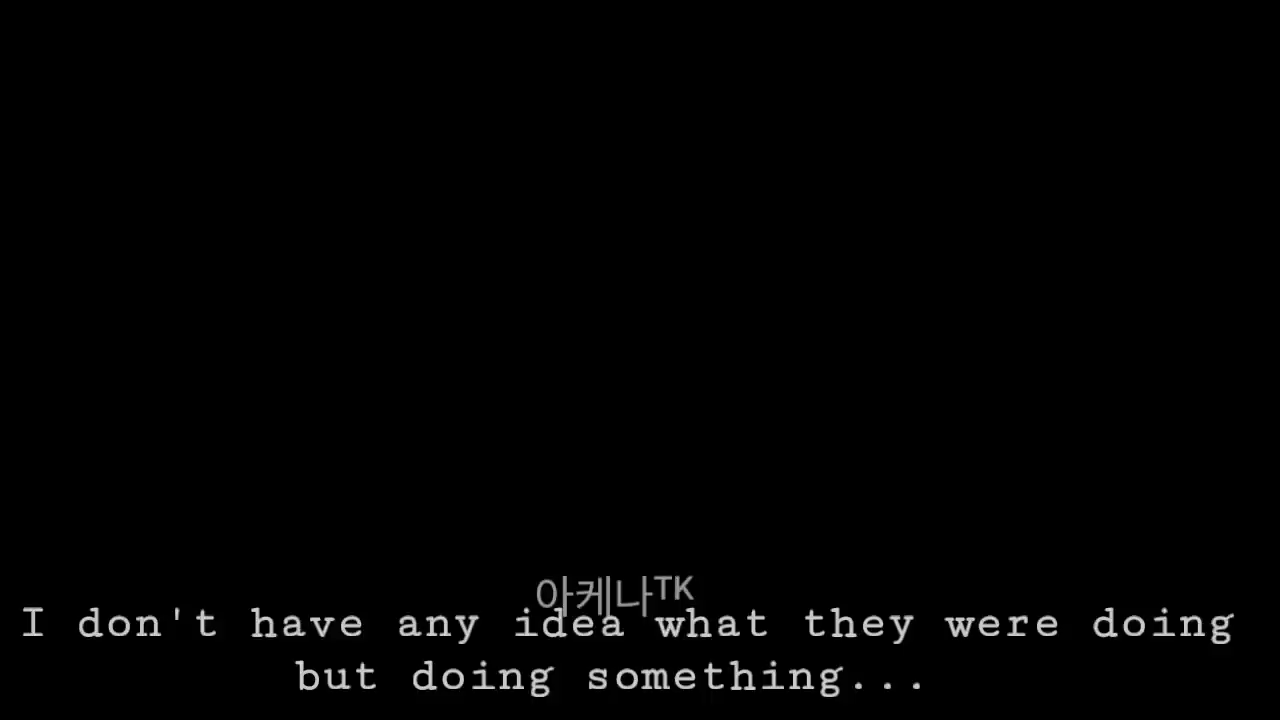 아케나ᵀᴷ
I don't have any idea what they were doing
but doing something...